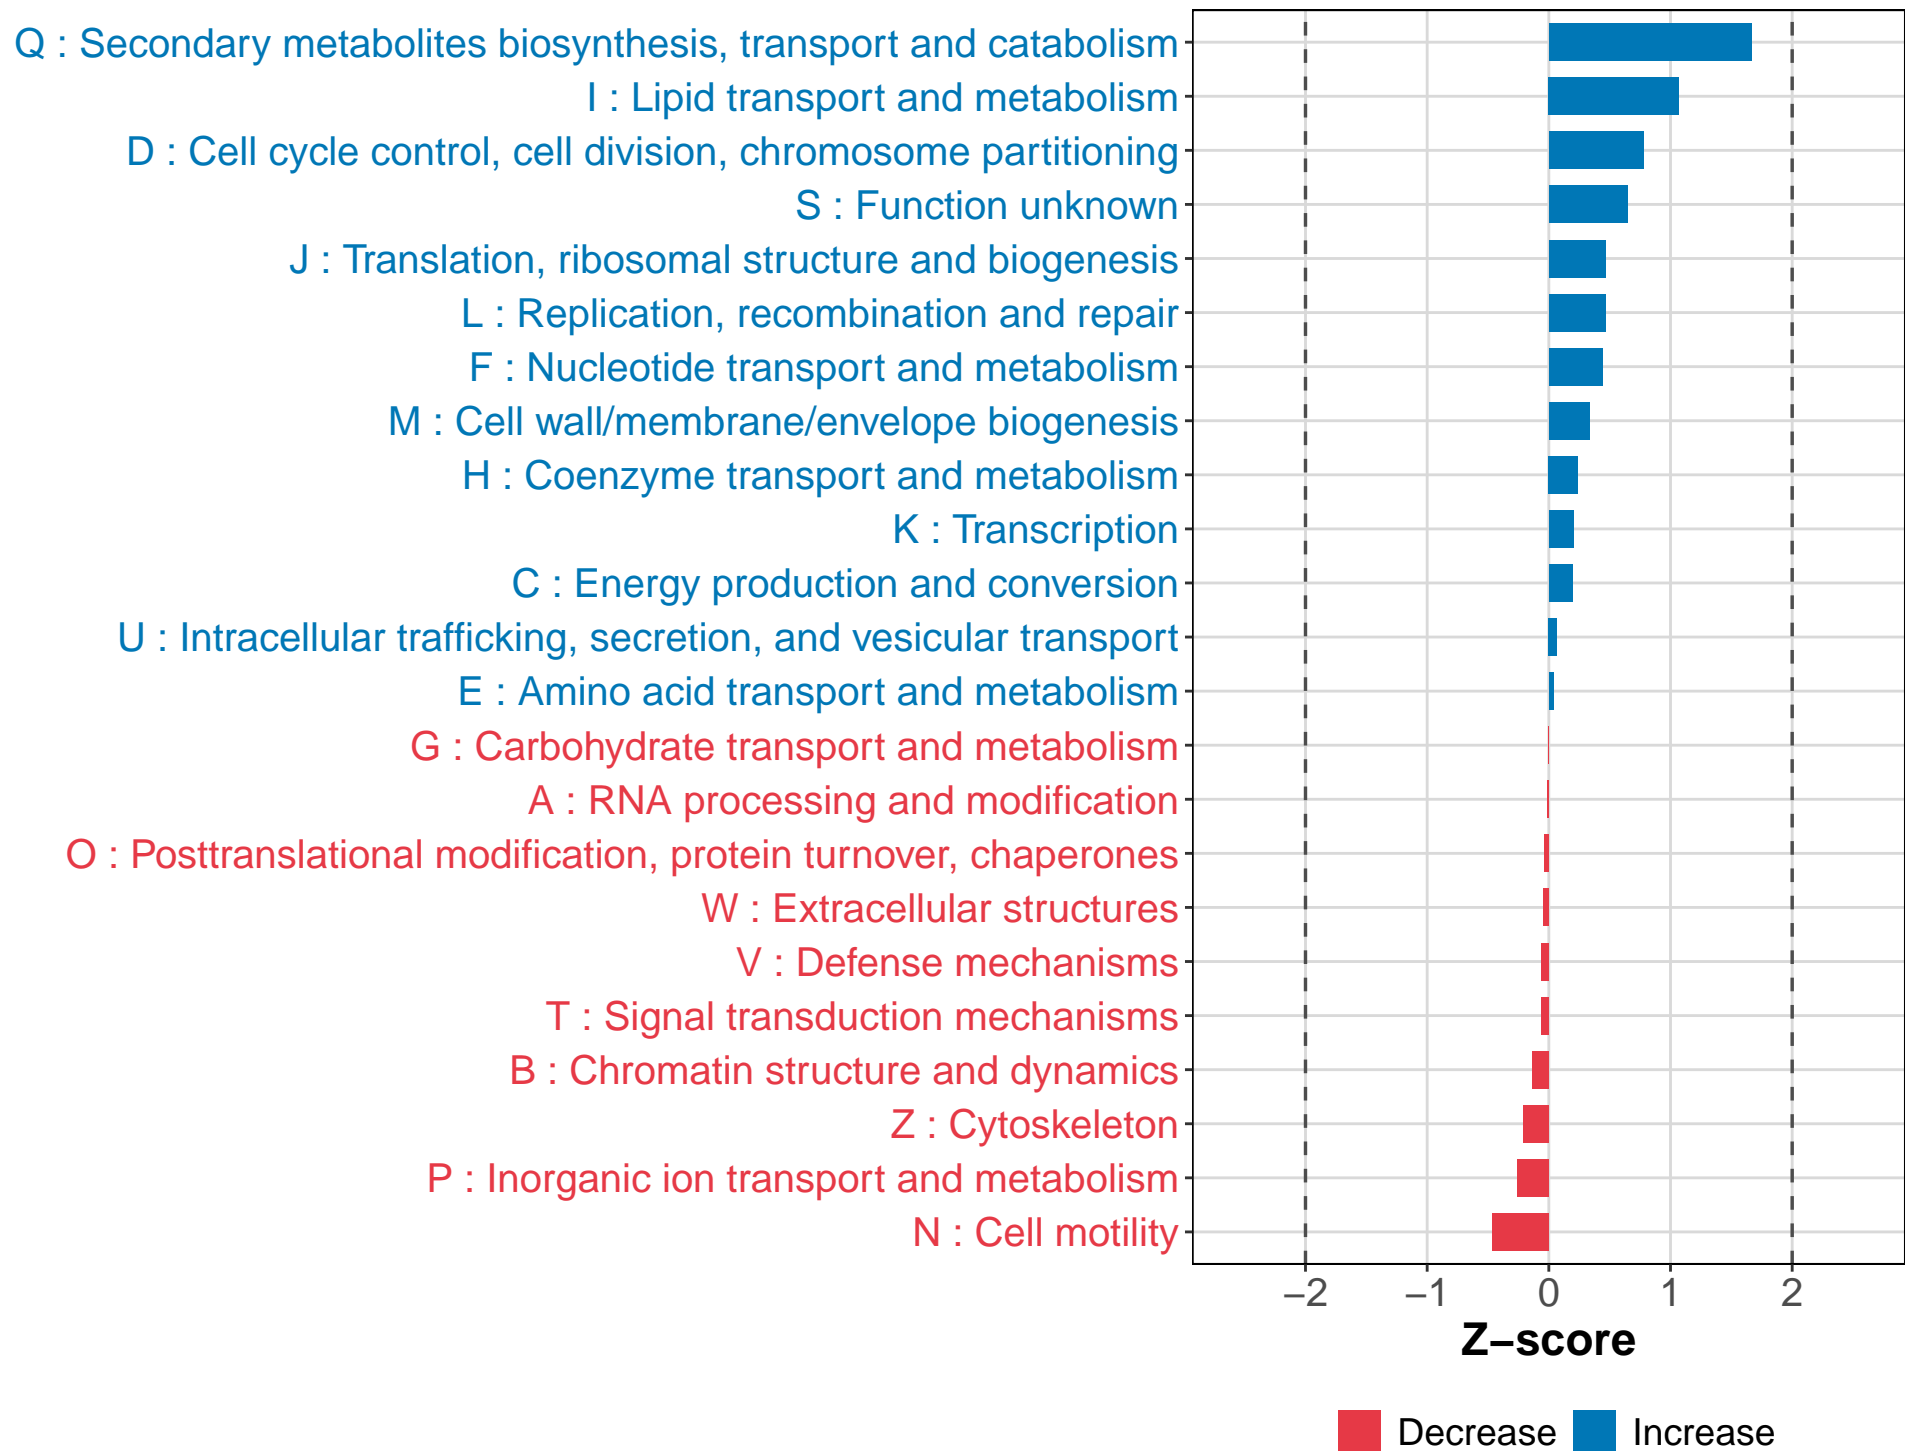 Q : Secondary metabolites biosynthesis, transport and catabolism
I : Lipid transport and metabolism
D : Cell cycle control, cell division, chromosome partitioning
S : Function unknown
J : Translation, ribosomal structure and biogenesis
L : Replication, recombination and repair
F : Nucleotide transport and metabolism
M : Cell wall/membrane/envelope biogenesis
H : Coenzyme transport and metabolism
K : Transcription
C : Energy production and conversion
U : Intracellular trafficking, secretion, and vesicular transport
E : Amino acid transport and metabolism
G : Carbohydrate transport and metabolism
A : RNA processing and modification
O : Posttranslational modification, protein turnover, chaperones
W : Extracellular structures
V : Defense mechanisms
T : Signal transduction mechanisms
B : Chromatin structure and dynamics
Z : Cytoskeleton
P : Inorganic ion transport and metabolism
N : Cell motility
−2 −1 0 1 2
Z−score
Decrease Increase